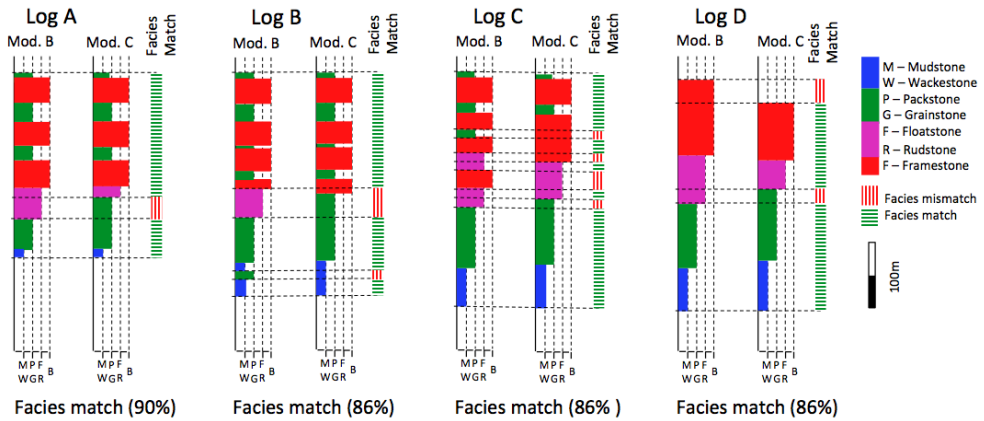 Log A
Mod. B
Mod. C
Facies
Match
M P F
W G R B
M P F
W G R B
Facies match (90%)
Log B
Mod. B
Mod. C
Facies
Match
M P F
W G R B
M P F
W G R B
Facies match (86%)
Log C
Mod. B
Mod. C
Facies
Match
M P F
W G R B
M P F
W G R B
Facies match (86% )
Log D
Mod. B
Mod. C
Facies
Match
M P F
W G R B
M P F
W G R B
Facies match (86%)
M – Mudstone
W – Wackestone
P – Packstone
G – Grainstone
F – Floatstone
R – Rudstone
F – Framestone
Facies mismatch
Facies match
100m